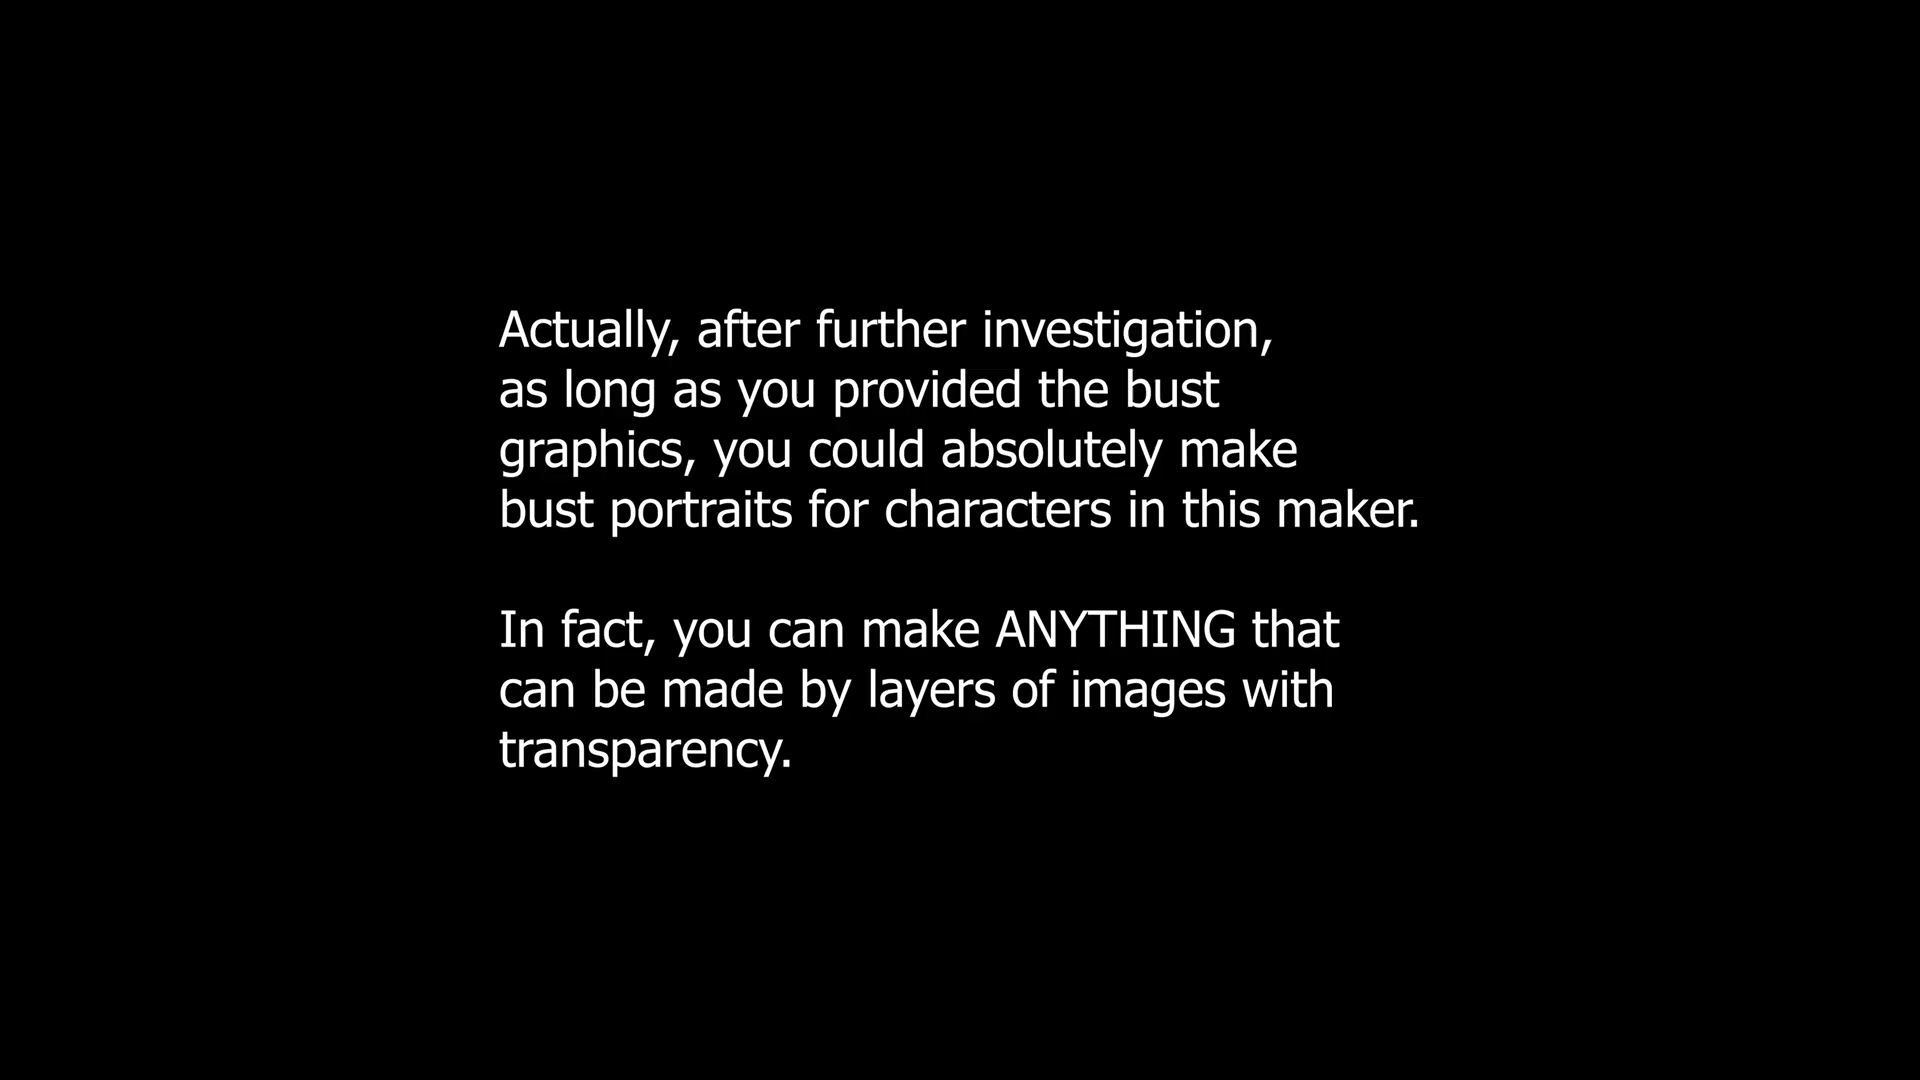 Actually, after further investigation,
as long as you provided the bust
graphics, you could absolutely make
bust portraits for characters in this maker.
In fact, you can make ANYTHING that
can be made by layers of images with
transparency.